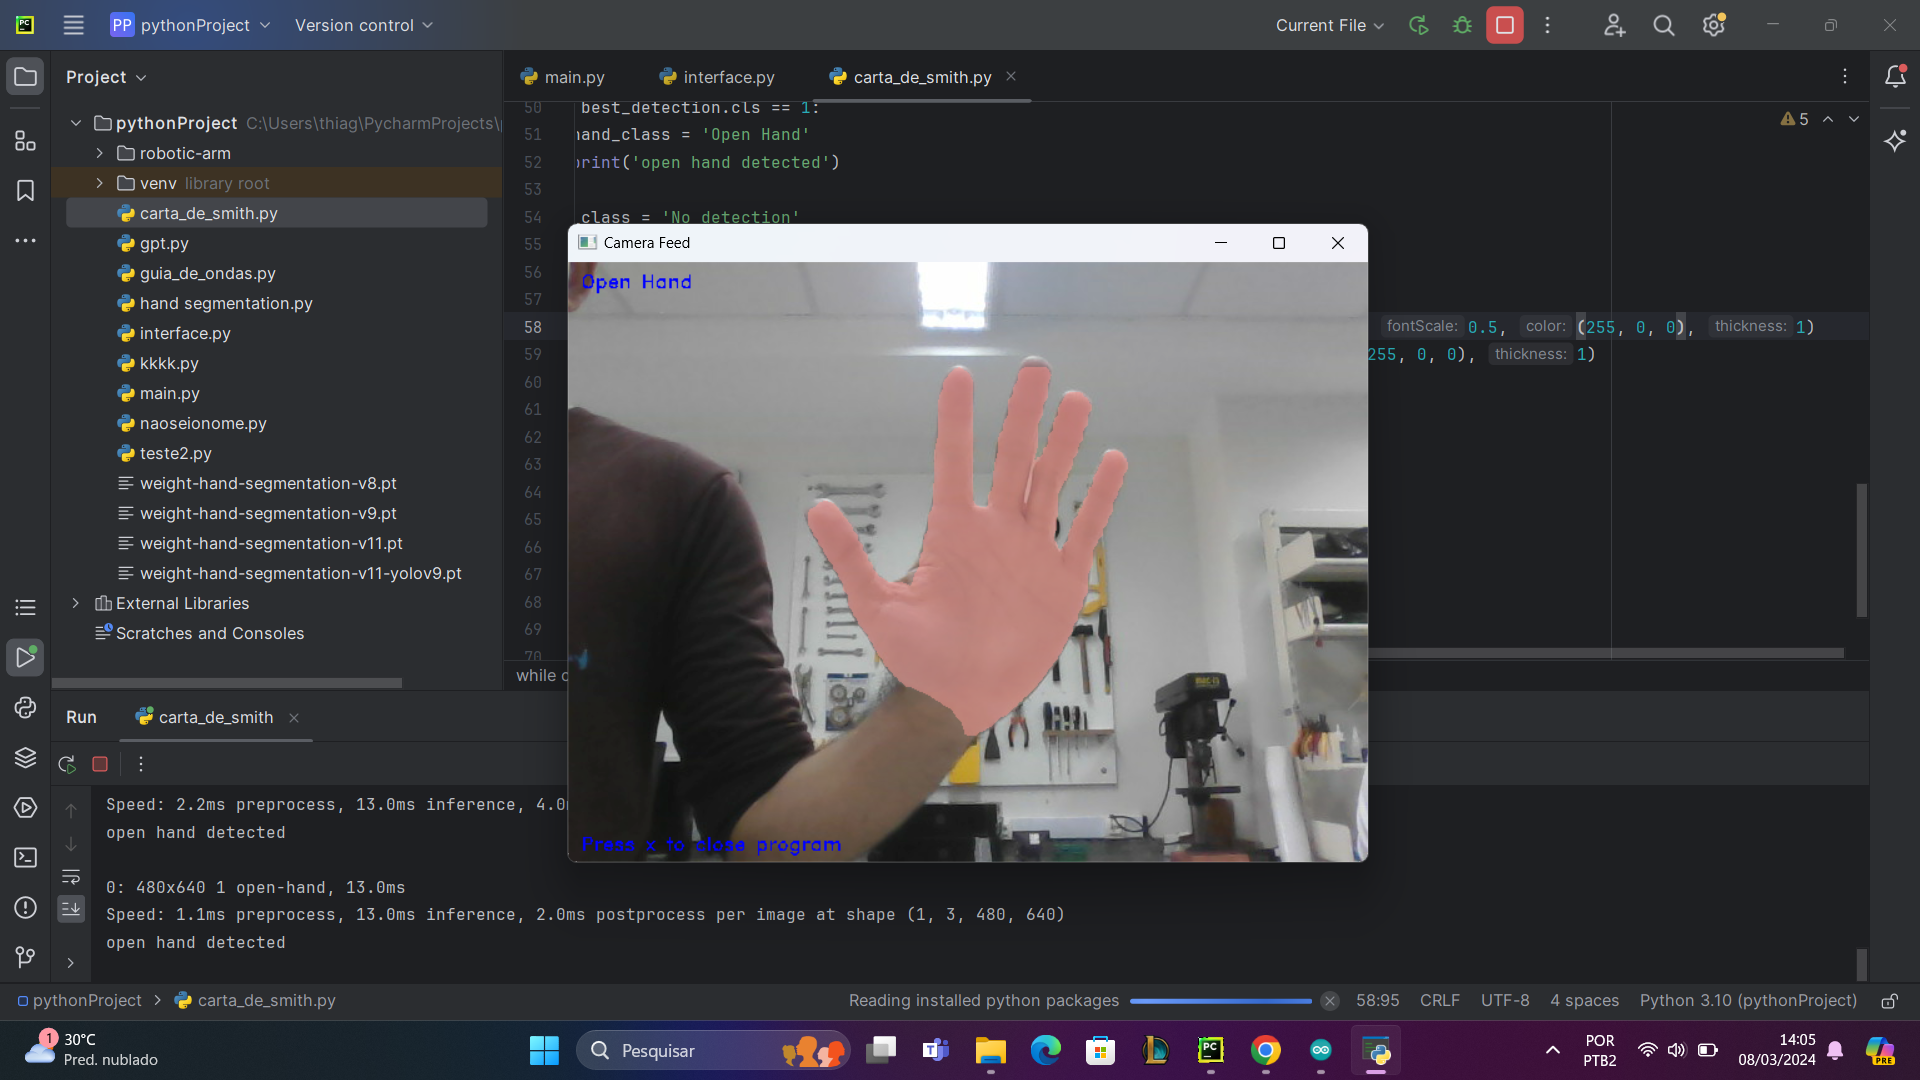 PP pythonProject
Version control
Current File
Project
main.py
interface.py
carta_de_smith.py
pythonProject C:\Users\thiag\PycharmProjects\
robotic-arm
venv library root
carta_de_smith.py
gpt.py
guia_de_ondas.py
hand segmentation.py
interface.py
kkkk.py
main.py
naoseionome.py
teste2.py
weight-hand-segmentation-v8.pt
weight-hand-segmentation-v9.pt
weight-hand-segmentation-v11.pt
weight-hand-segmentation-v11-yolov9.pt
External Libraries
Scratches and Consoles
50 best_detection.cls == 1:
5
51 hand_class = 'Open Hand'
52 print('open hand detected')
53
54 class = 'No detection'
55
56
57
58 fontScale: 0.5, color: (255, 0, 0), thickness: 1)
59 255, 0, 0), thickness: 1)
60
61
62
63
64
65
66
67
68
69
70
while
Camera Feed
Open Hand
Press x to close program
Run
carta_de_smith
Speed: 2.2ms preprocess, 13.0ms inference, 4.0
open hand detected
0: 480x640 1 open-hand, 13.0ms
Speed: 1.1ms preprocess, 13.0ms inference, 2.0ms postprocess per image at shape (1, 3, 480, 640)
open hand detected
pythonProject > carta_de_smith.py
Reading installed python packages
58:95 CRLF UTF-8 4 spaces Python 3.10 (pythonProject)
1
30°C
Pred. nublado
Pesquisar
POR
PTB2
14:05
08/03/2024
PRE